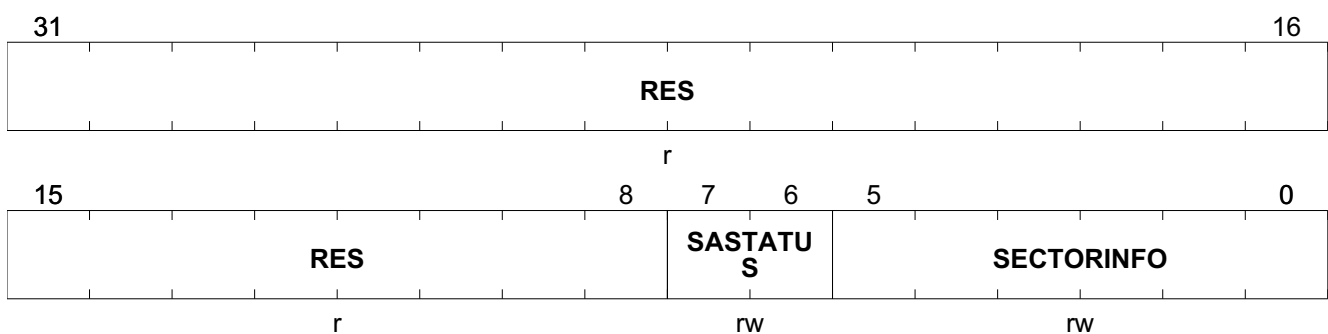 31 16
RES
r
15 8 7 6 5 0
RES SASTATU
S SECTORINFO
r rw rw